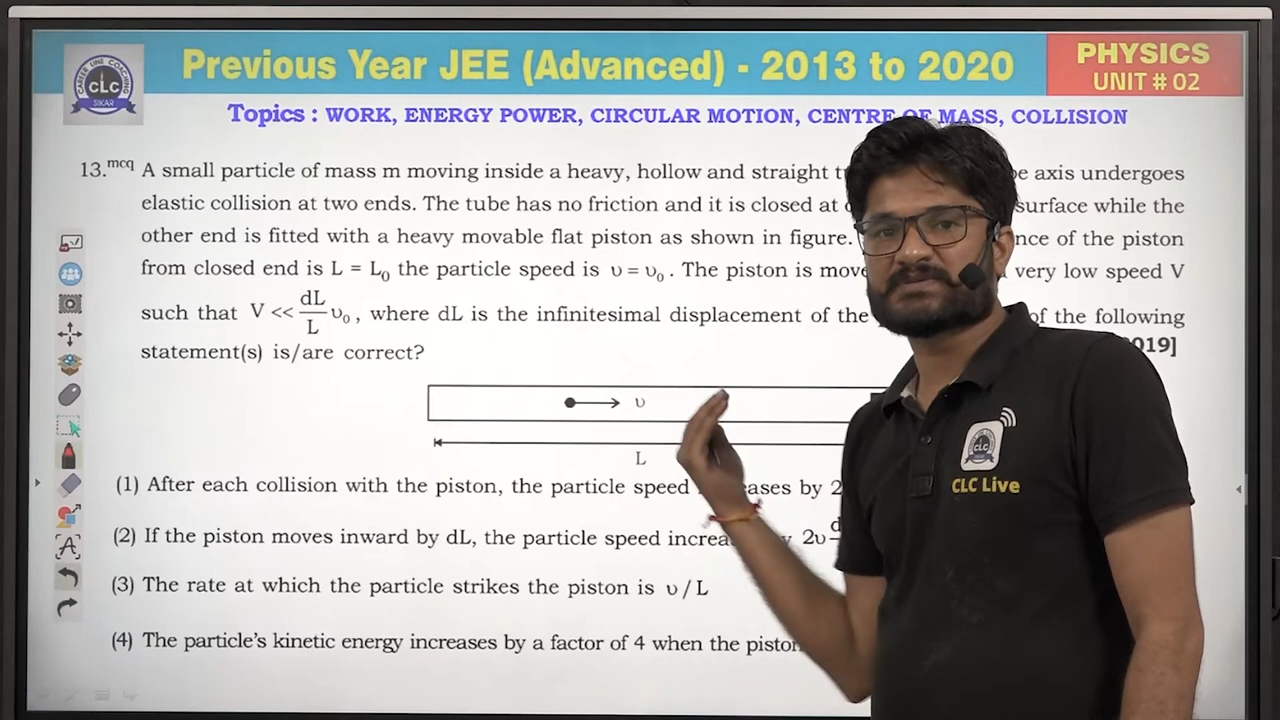 Previous Year JEE (Advanced) - 2013 to 2020
PHYSICS
UNIT # 02
CAREER LINE COACHING
CLC
SIKAR
Topics : WORK, ENERGY POWER, CIRCULAR MOTION, CENTRE OF MASS, COLLISION
13.mcq A small particle of mass m moving inside a heavy, hollow and straight axis undergoes
elastic collision at two ends. The tube has no friction and it is closed at surface while the
other end is fitted with a heavy movable flat piston as shown in figure. of the piston
from closed end is L = L₀ the particle speed is υ = υ₀. The piston is very low speed V
such that V << dL/L υ₀, where dL is the infinitesimal displacement of the of the following
statement(s) is/are correct?
019]
υ
L
(1) After each collision with the piston, the particle speed by 2
(2) If the piston moves inward by dL, the particle speed 2υ
(3) The rate at which the particle strikes the piston is υ / L
(4) The particle's kinetic energy increases by a factor of 4 when the
CLC
CLC Live